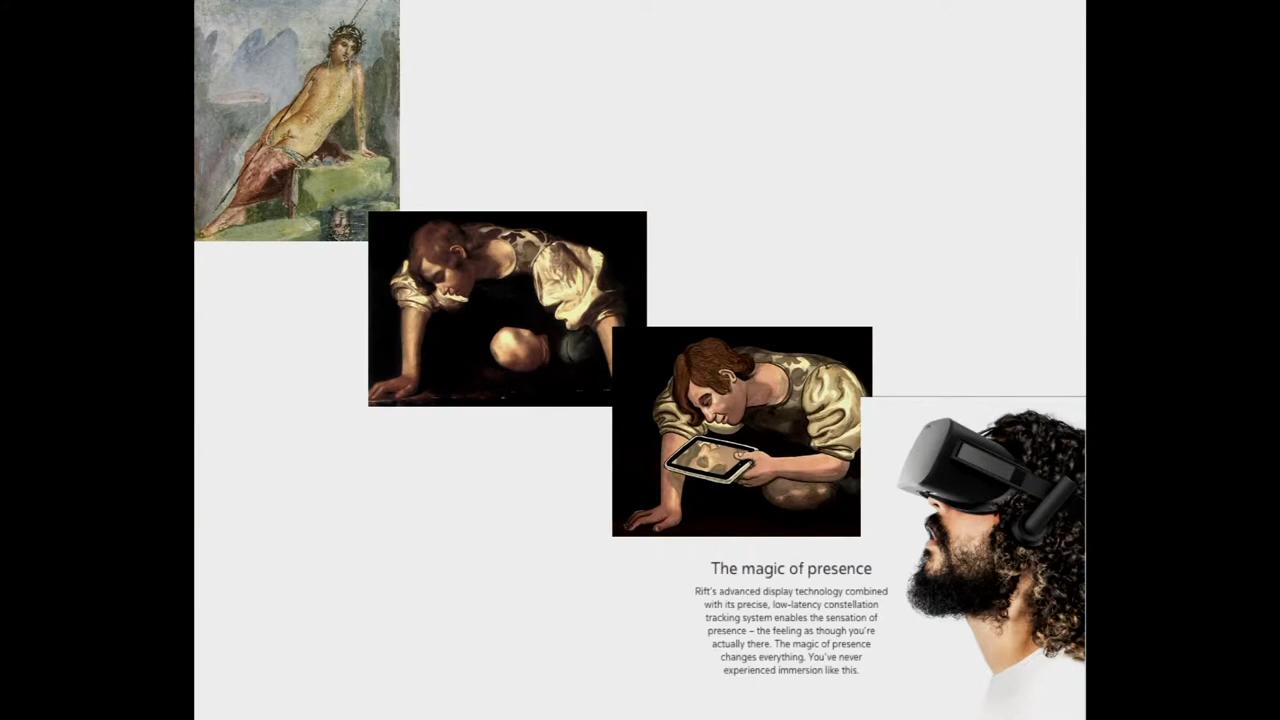 The magic of presence
Rift's advanced display technology combined
with its precise, low-latency constellation
tracking system enables the sensation of
presence – the feeling as though you're
actually there. The magic of presence
changes everything. You've never
experienced immersion like this.